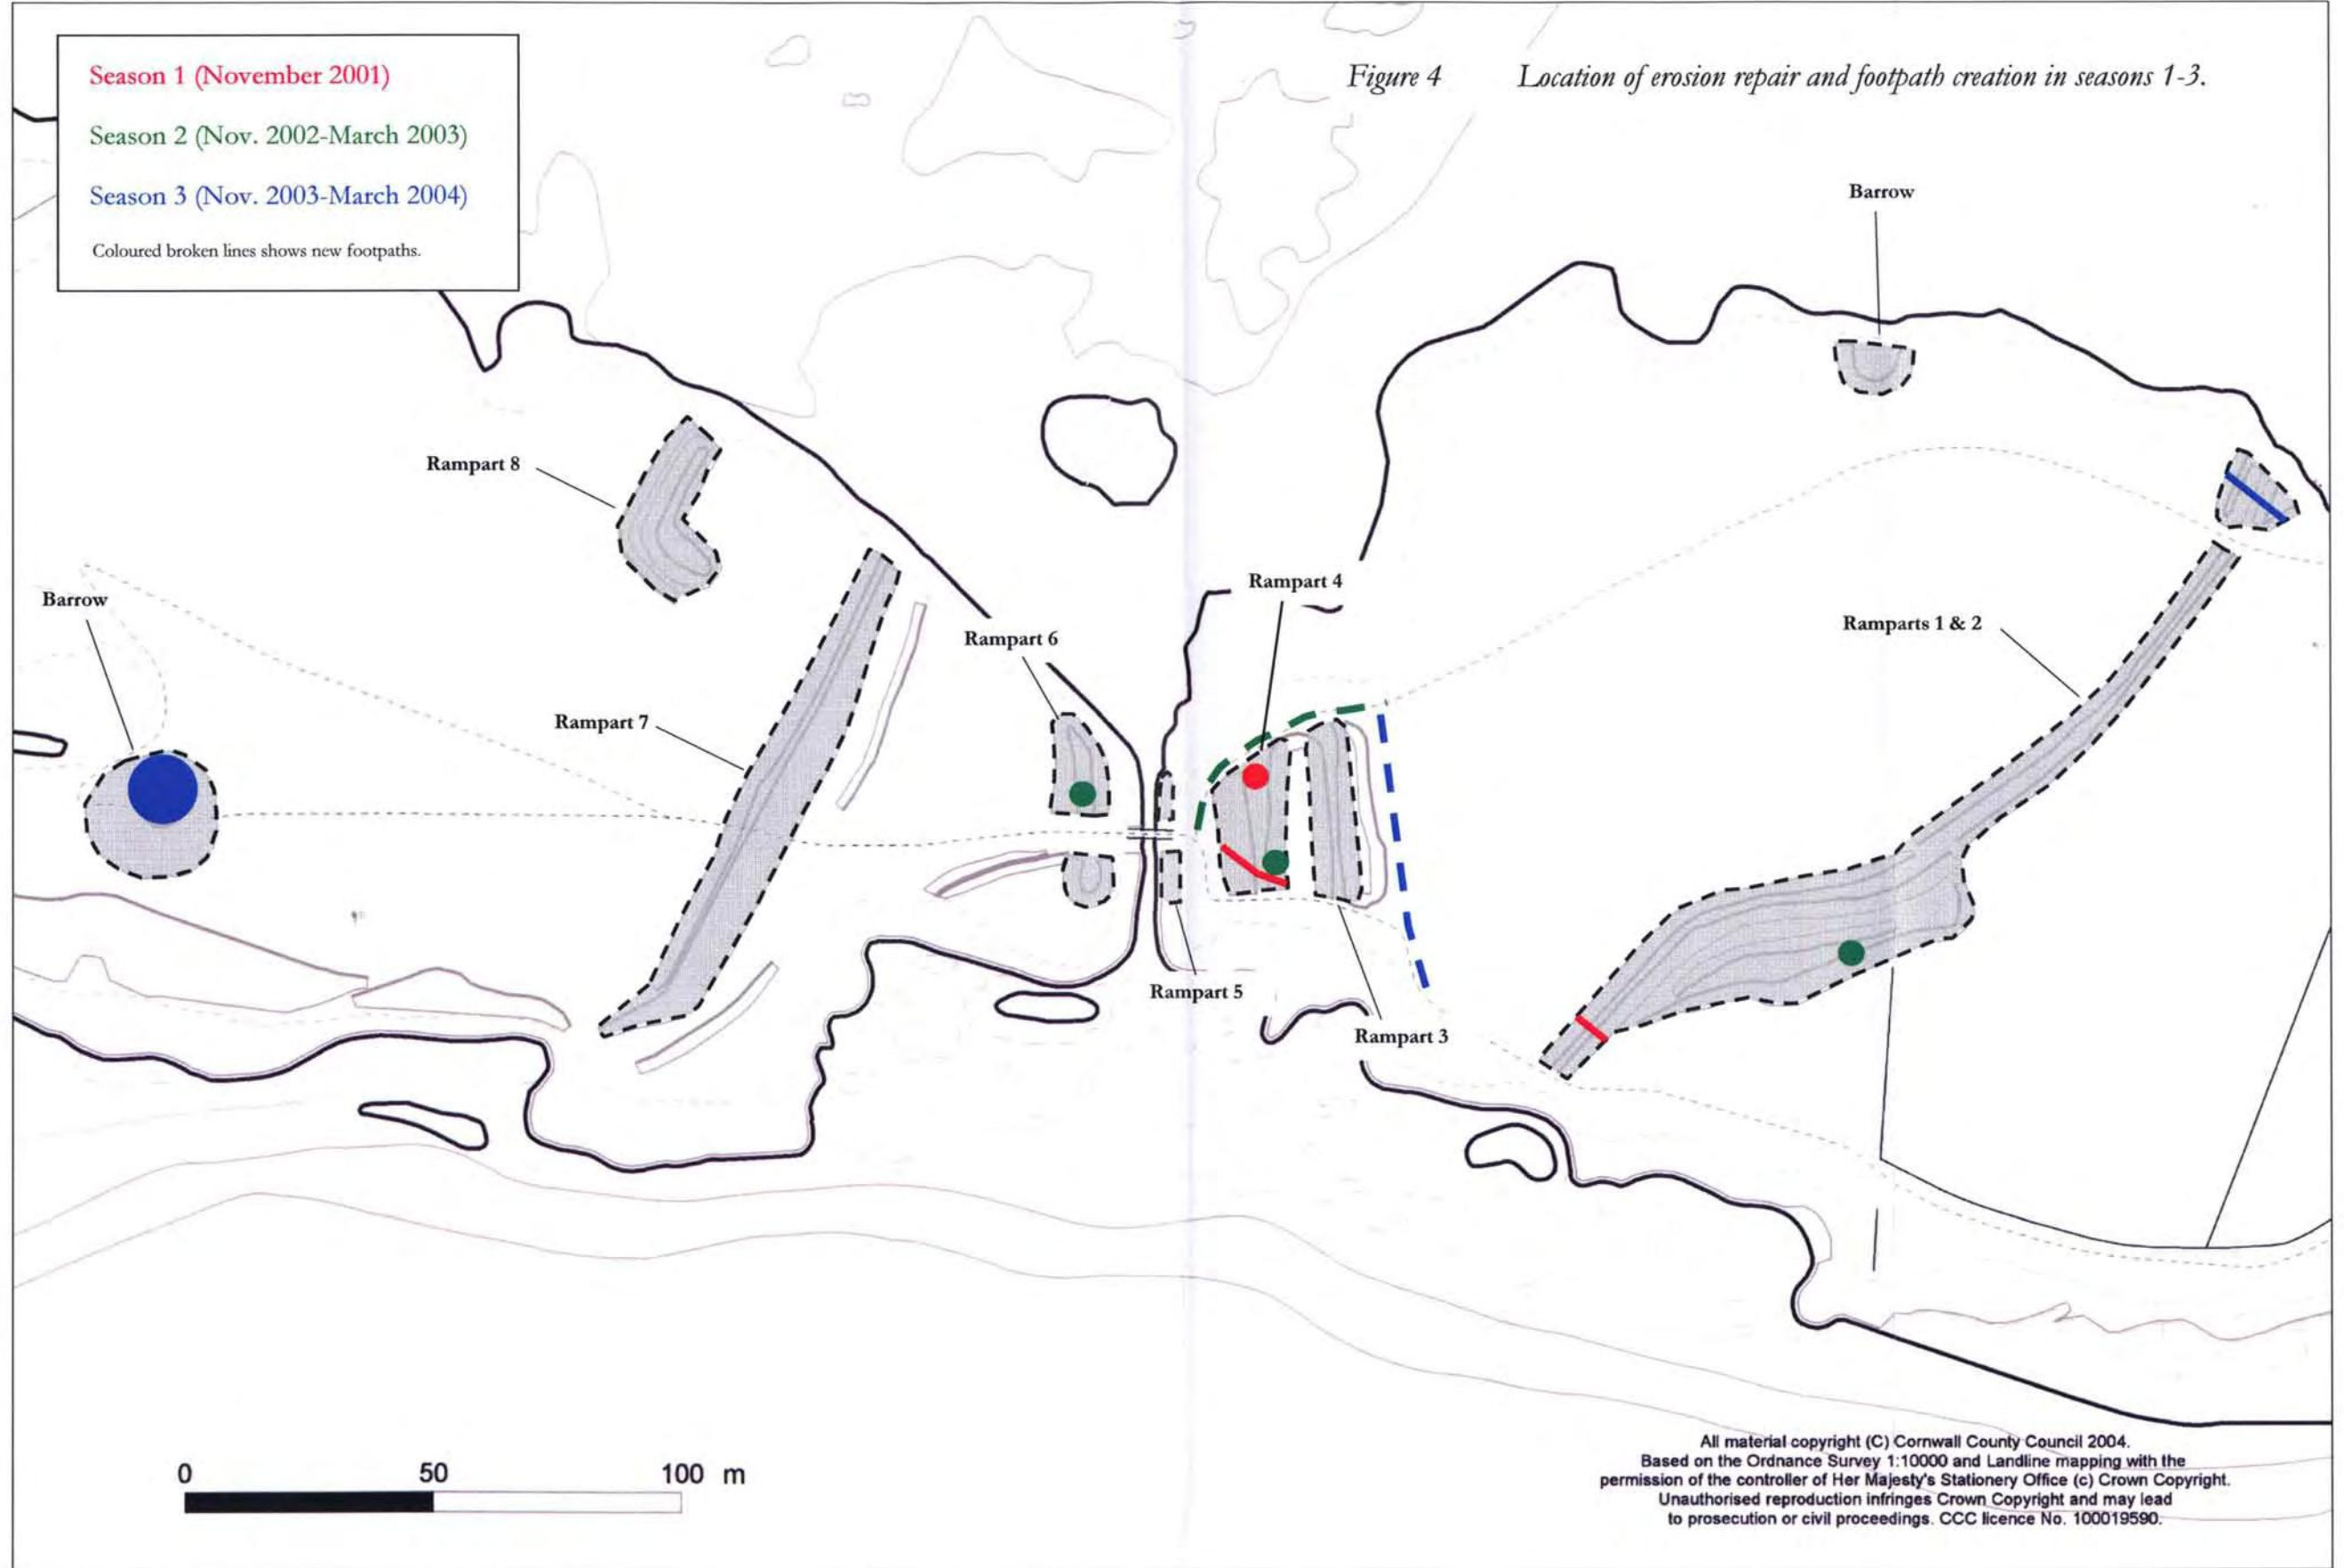 Season 1 (November 2001)
Season 2 (Nov. 2002-March 2003)
Season 3 (Nov. 2003-March 2004)
Coloured broken lines shows new footpaths.
Figure 4 Location of erosion repair and footpath creation in seasons 1-3.
Barrow
Rampart 8
Rampart 4
Barrow
Ramparts 1 & 2
Rampart 6
Rampart 7
Rampart 5
Rampart 3
0 50 100 m
All material copyright (C) Cornwall County Council 2004.
Based on the Ordnance Survey 1:10000 and Landline mapping with the
permission of the controller of Her Majesty's Stationery Office (c) Crown Copyright.
Unauthorised reproduction infringes Crown Copyright and may lead
to prosecution or civil proceedings. CCC licence No. 100019590.